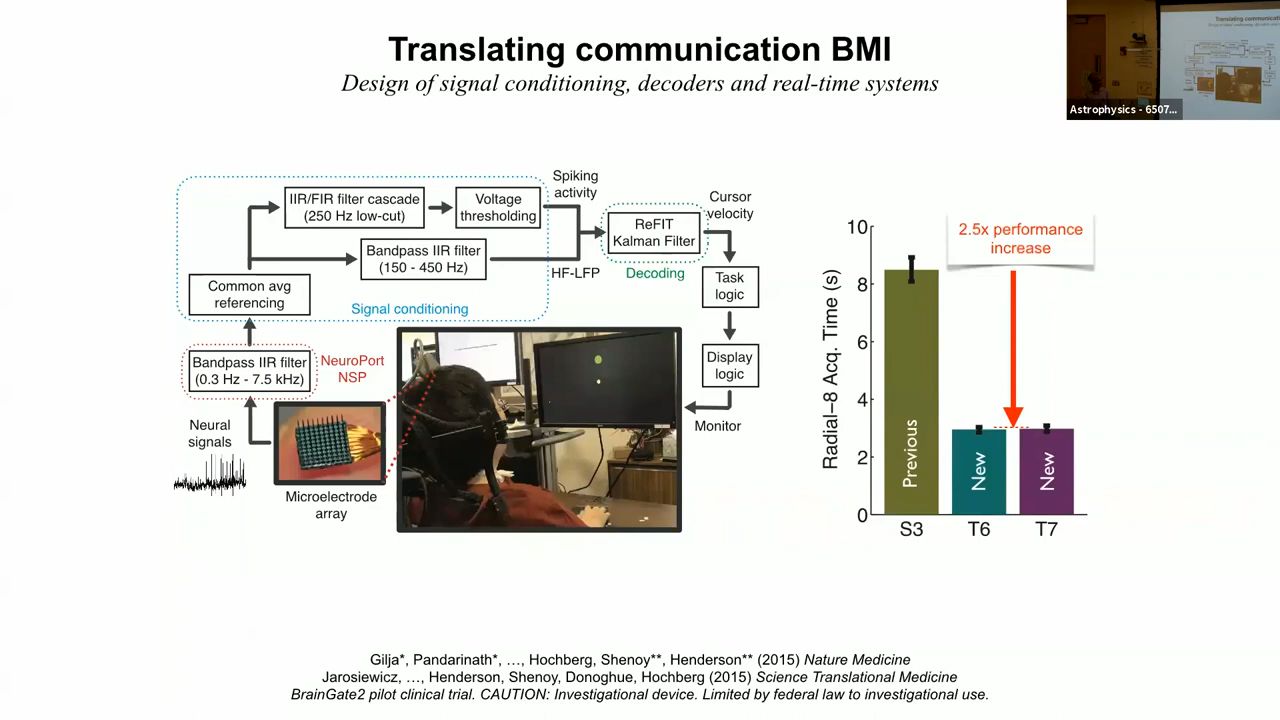 Translating communication BMI
Design of signal conditioning, decoders and real-time systems
Astrophysics - 6507...
IIR/FIR filter cascade
(250 Hz low-cut)
Voltage
thresholding
Spiking
activity
Bandpass IIR filter
(150 - 450 Hz)
HF-LFP
ReFIT
Kalman Filter
Decoding
Cursor
velocity
Common avg
referencing
Signal conditioning
Task
logic
Bandpass IIR filter
(0.3 Hz - 7.5 kHz)
NeuroPort
NSP
Display
logic
Neural
signals
Microelectrode
array
Monitor
Radial–8 Acq. Time (s)
10
8
6
4
2
0
2.5x performance
increase
Previous
New
New
S3
T6
T7
Gilja*, Pandarinath*, …, Hochberg, Shenoy**, Henderson** (2015) Nature Medicine
Jarosiewicz, …, Henderson, Shenoy, Donoghue, Hochberg (2015) Science Translational Medicine
BrainGate2 pilot clinical trial. CAUTION: Investigational device. Limited by federal law to investigational use.